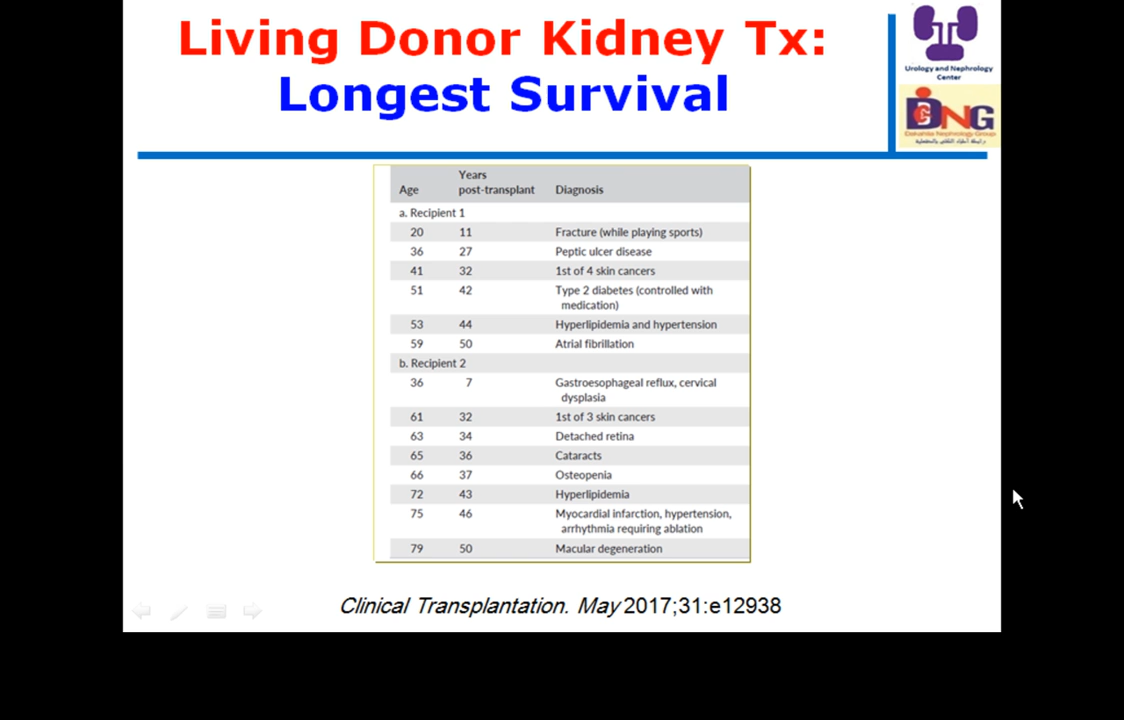 Living Donor Kidney Tx:
Longest Survival
Urology and Nephrology
Center
Dakahlia Nephrology Group
Age Years post-transplant Diagnosis
a. Recipient 1
20 11 Fracture (while playing sports)
36 27 Peptic ulcer disease
41 32 1st of 4 skin cancers
51 42 Type 2 diabetes (controlled with
medication)
53 44 Hyperlipidemia and hypertension
59 50 Atrial fibrillation
b. Recipient 2
36 7 Gastroesophageal reflux, cervical
dysplasia
61 32 1st of 3 skin cancers
63 34 Detached retina
65 36 Cataracts
66 37 Osteopenia
72 43 Hyperlipidemia
75 46 Myocardial infarction, hypertension,
arrhythmia requiring ablation
79 50 Macular degeneration
Clinical Transplantation. May 2017;31:e12938